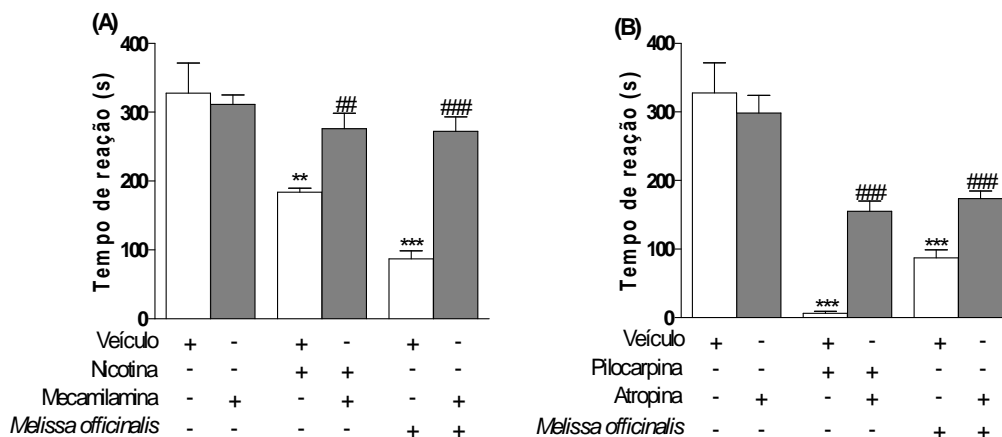 (A)
Tempo de reação (s)
400
300
200
100
0
**
##
***
###
Veículo + - + - + -
Nicotina - - + + - -
Mecamilamina - + - + - +
Melissa officinalis - - - - + +
(B)
Tempo de reação (s)
400
300
200
100
0
***
###
***
###
Veículo + - + - + -
Pilocarpina - - + + - -
Atropina - + - + - +
Melissa officinalis - - - - + +